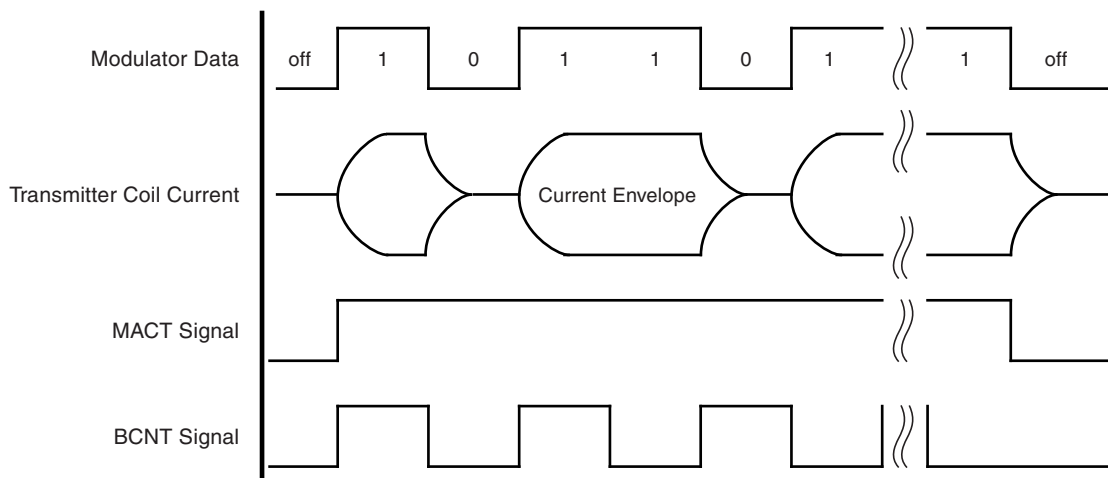 Modulator Data
off 1 0 1 1 0 1 1 off
Transmitter Coil Current
Current Envelope
MACT Signal
BCNT Signal